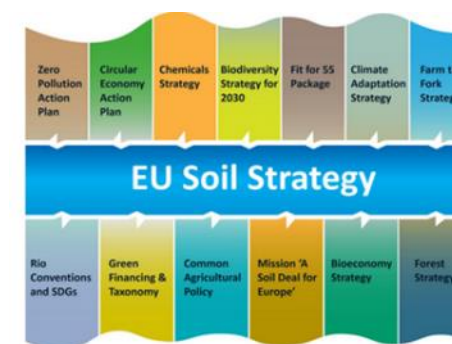 Zero
Pollution
Action
Plan
Circular
Economy
Action
Plan
Chemicals
Strategy
Biodiversity
Strategy for
2030
Fit for 55
Package
Climate
Adaptation
Strategy
Farm t
Fork
Strateg
EU Soil Strategy
Rio
Conventions
and SDGs
Green
Financing &
Taxonomy
Common
Agricultural
Policy
Mission ‘A
Soil Deal for
Europe’
Bioeconomy
Strategy
Forest
Strategy